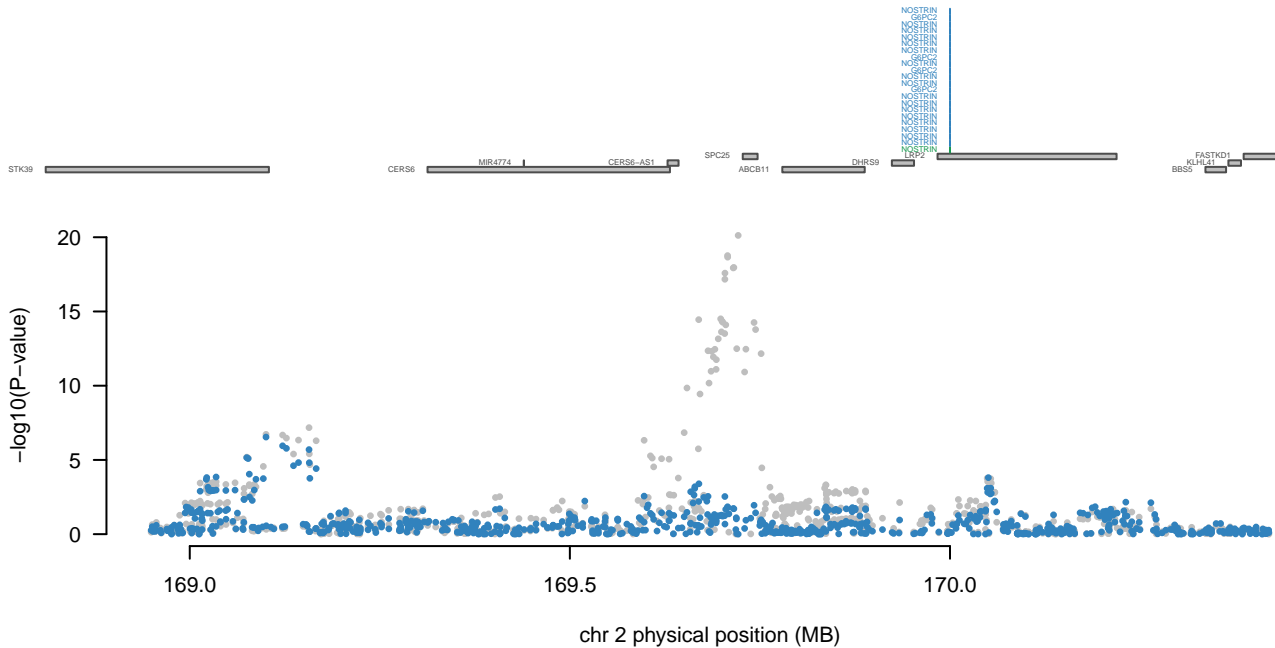 NOSTRIN
G6PC2
NOSTRIN
NOSTRIN
NOSTRIN
NOSTRIN
NOSTRIN
G6PC2
NOSTRIN
G6PC2
NOSTRIN
NOSTRIN
G6PC2
NOSTRIN
NOSTRIN
NOSTRIN
NOSTRIN
NOSTRIN
NOSTRIN
NOSTRIN
NOSTRIN
NOSTRIN
SPC25 LRP2 FASTKD1
MIR4774 CERS6−AS1 DHRS9 KLHL41
STK39 CERS6 ABCB11 BBS5
20
15
10
5
0
−log10(P−value)
169.0 169.5 170.0
chr 2 physical position (MB)